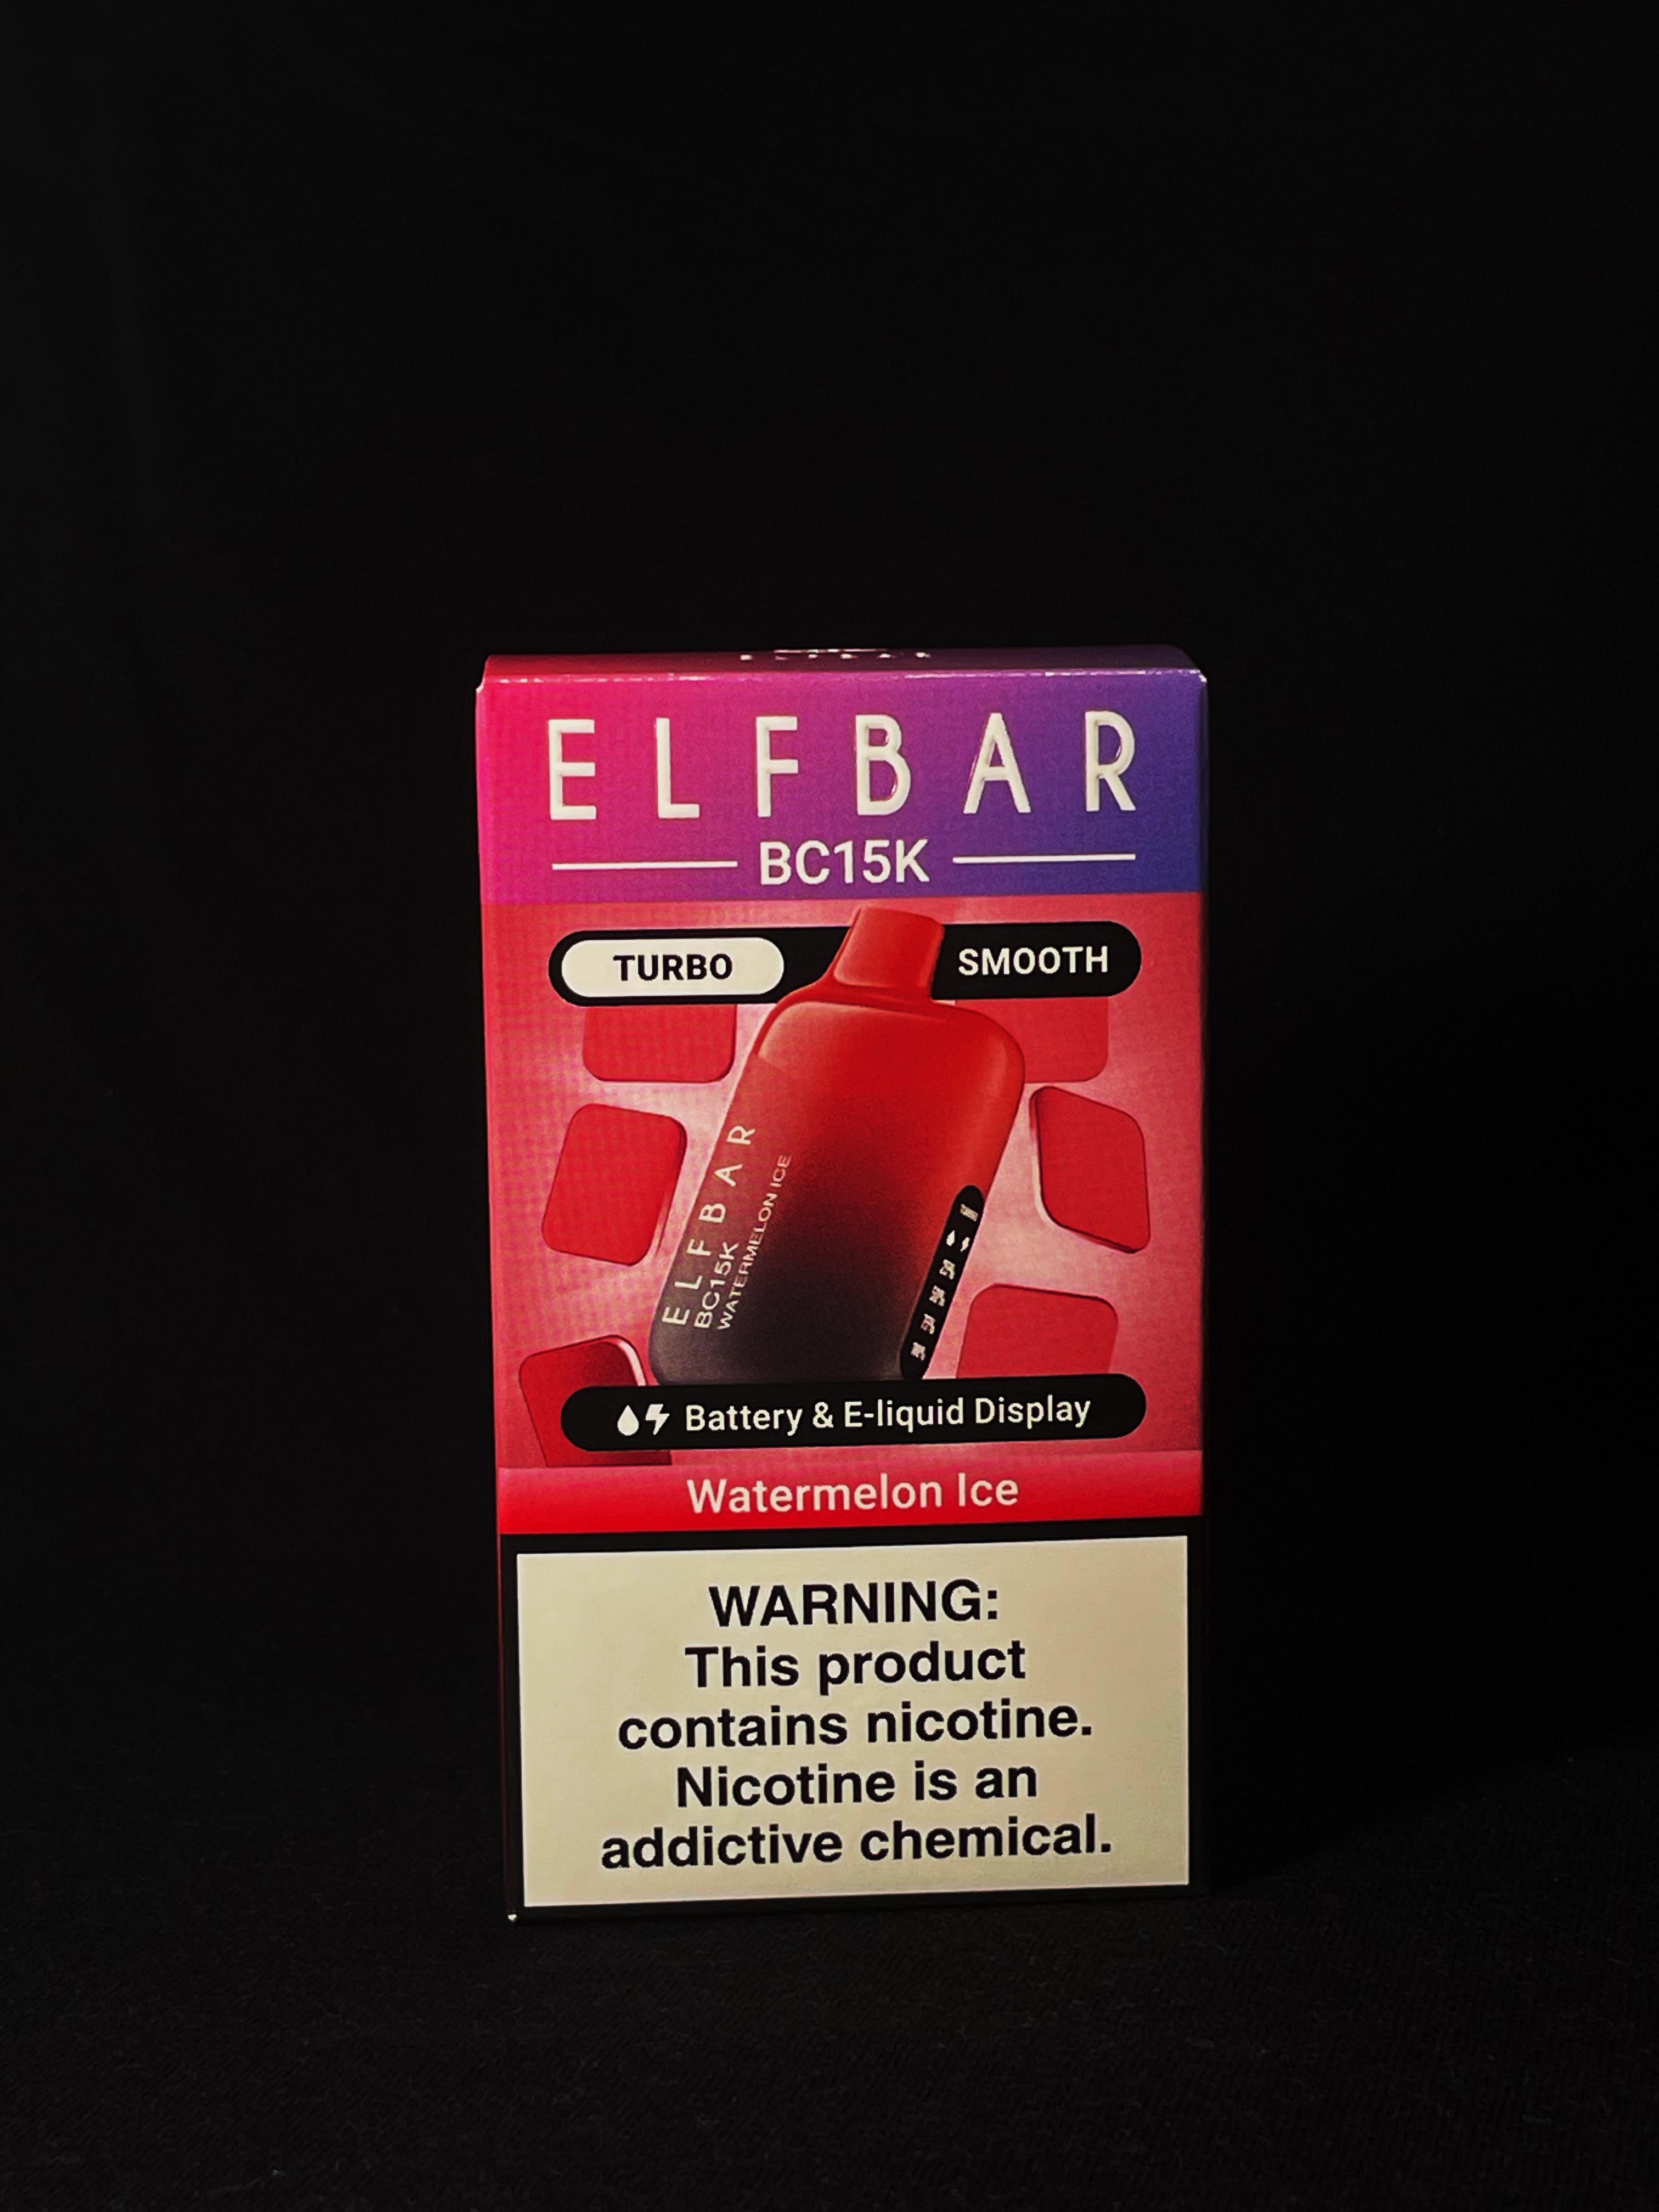 ELFBAR
BC15K
TURBO
SMOOTH
ELFBAR
BC15K
WATERMELON ICE
Battery & E-liquid Display
Watermelon Ice
WARNING:
This product
contains nicotine.
Nicotine is an
addictive chemical.